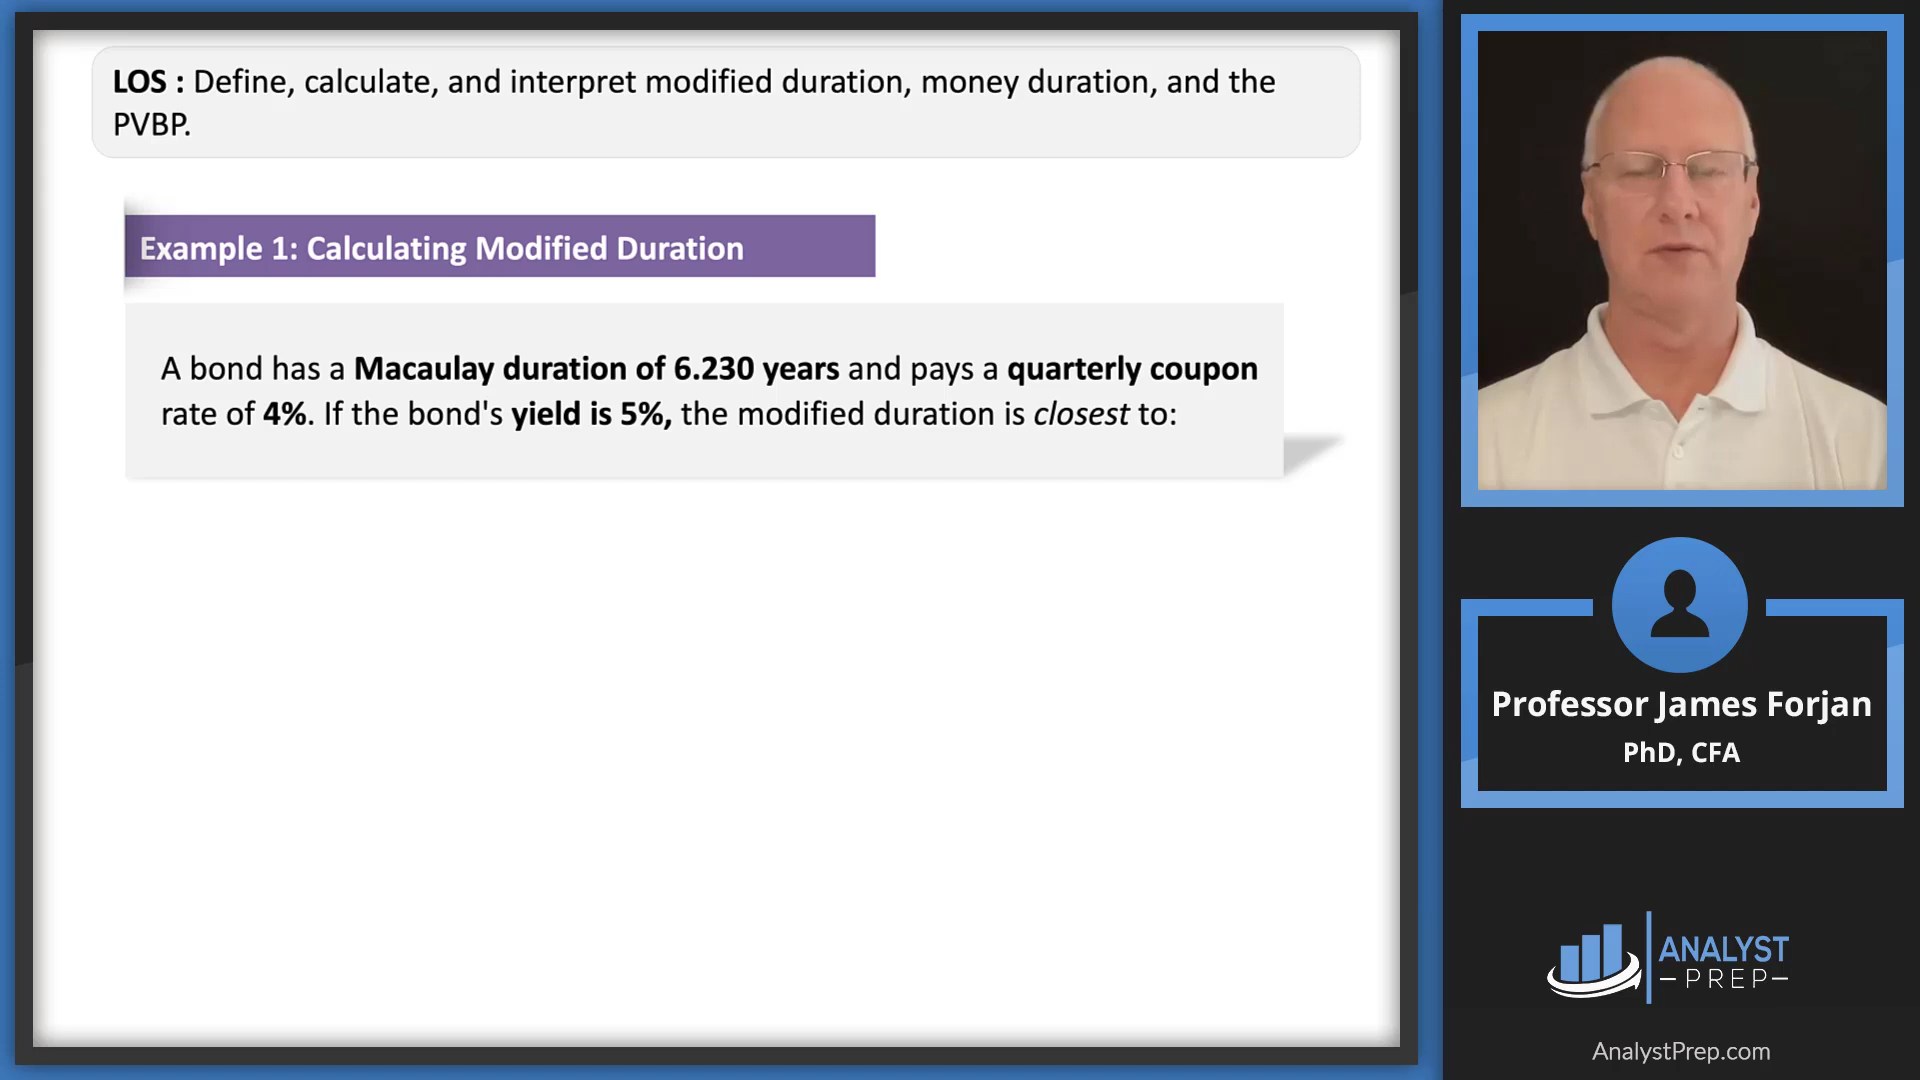 LOS : Define, calculate, and interpret modified duration, money duration, and the
PVBP.
Example 1: Calculating Modified Duration
A bond has a Macaulay duration of 6.230 years and pays a quarterly coupon
rate of 4%. If the bond's yield is 5%, the modified duration is closest to:
Professor James Forjan
PhD, CFA
ANALYST
PREP
AnalystPrep.com